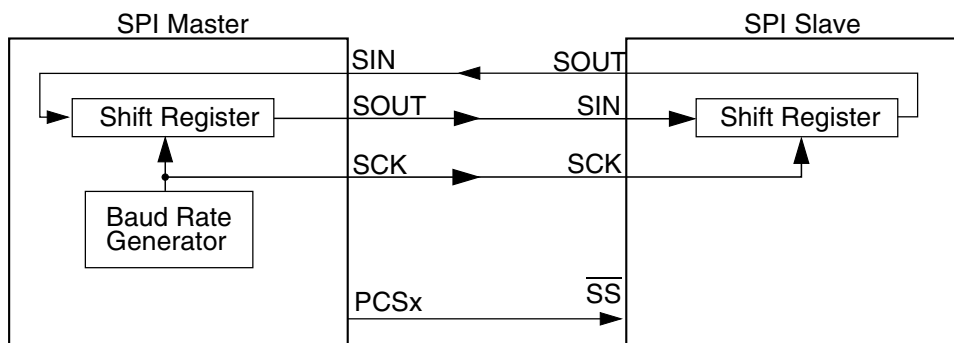 SPI Master
SPI Slave
SIN
SOUT
SOUT
SIN
Shift Register
Shift Register
SCK
SCK
Baud Rate
Generator
PCSx
SS